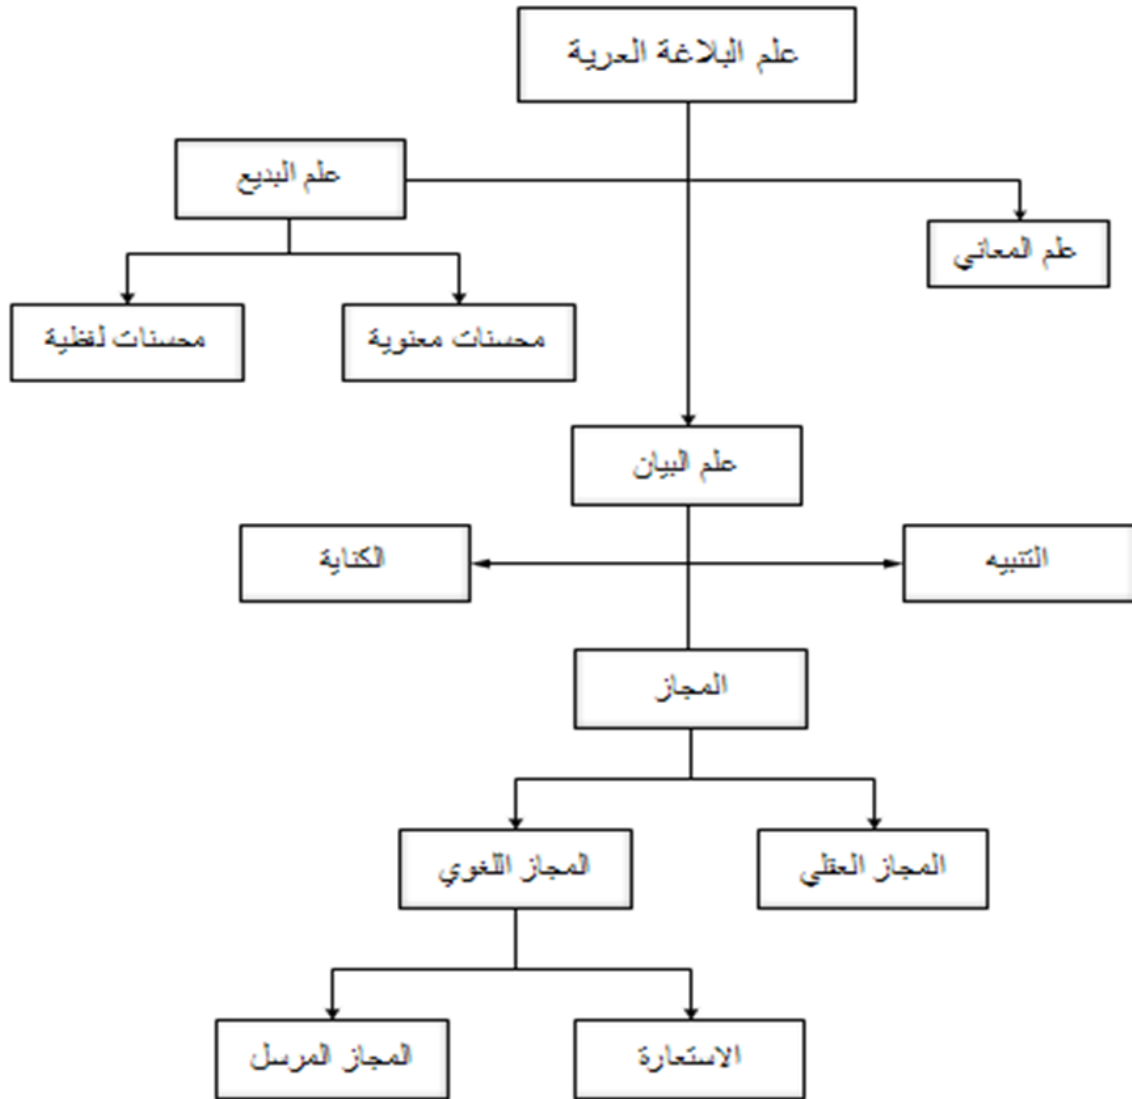 علم البلاغة العربية
علم البديع
علم المعاني
محسنات معنوية
محسنات لفظية
علم البيان
التشبيه
الكناية
المجاز
المجاز العقلي
المجاز اللغوي
الاستعارة
المجاز المرسل